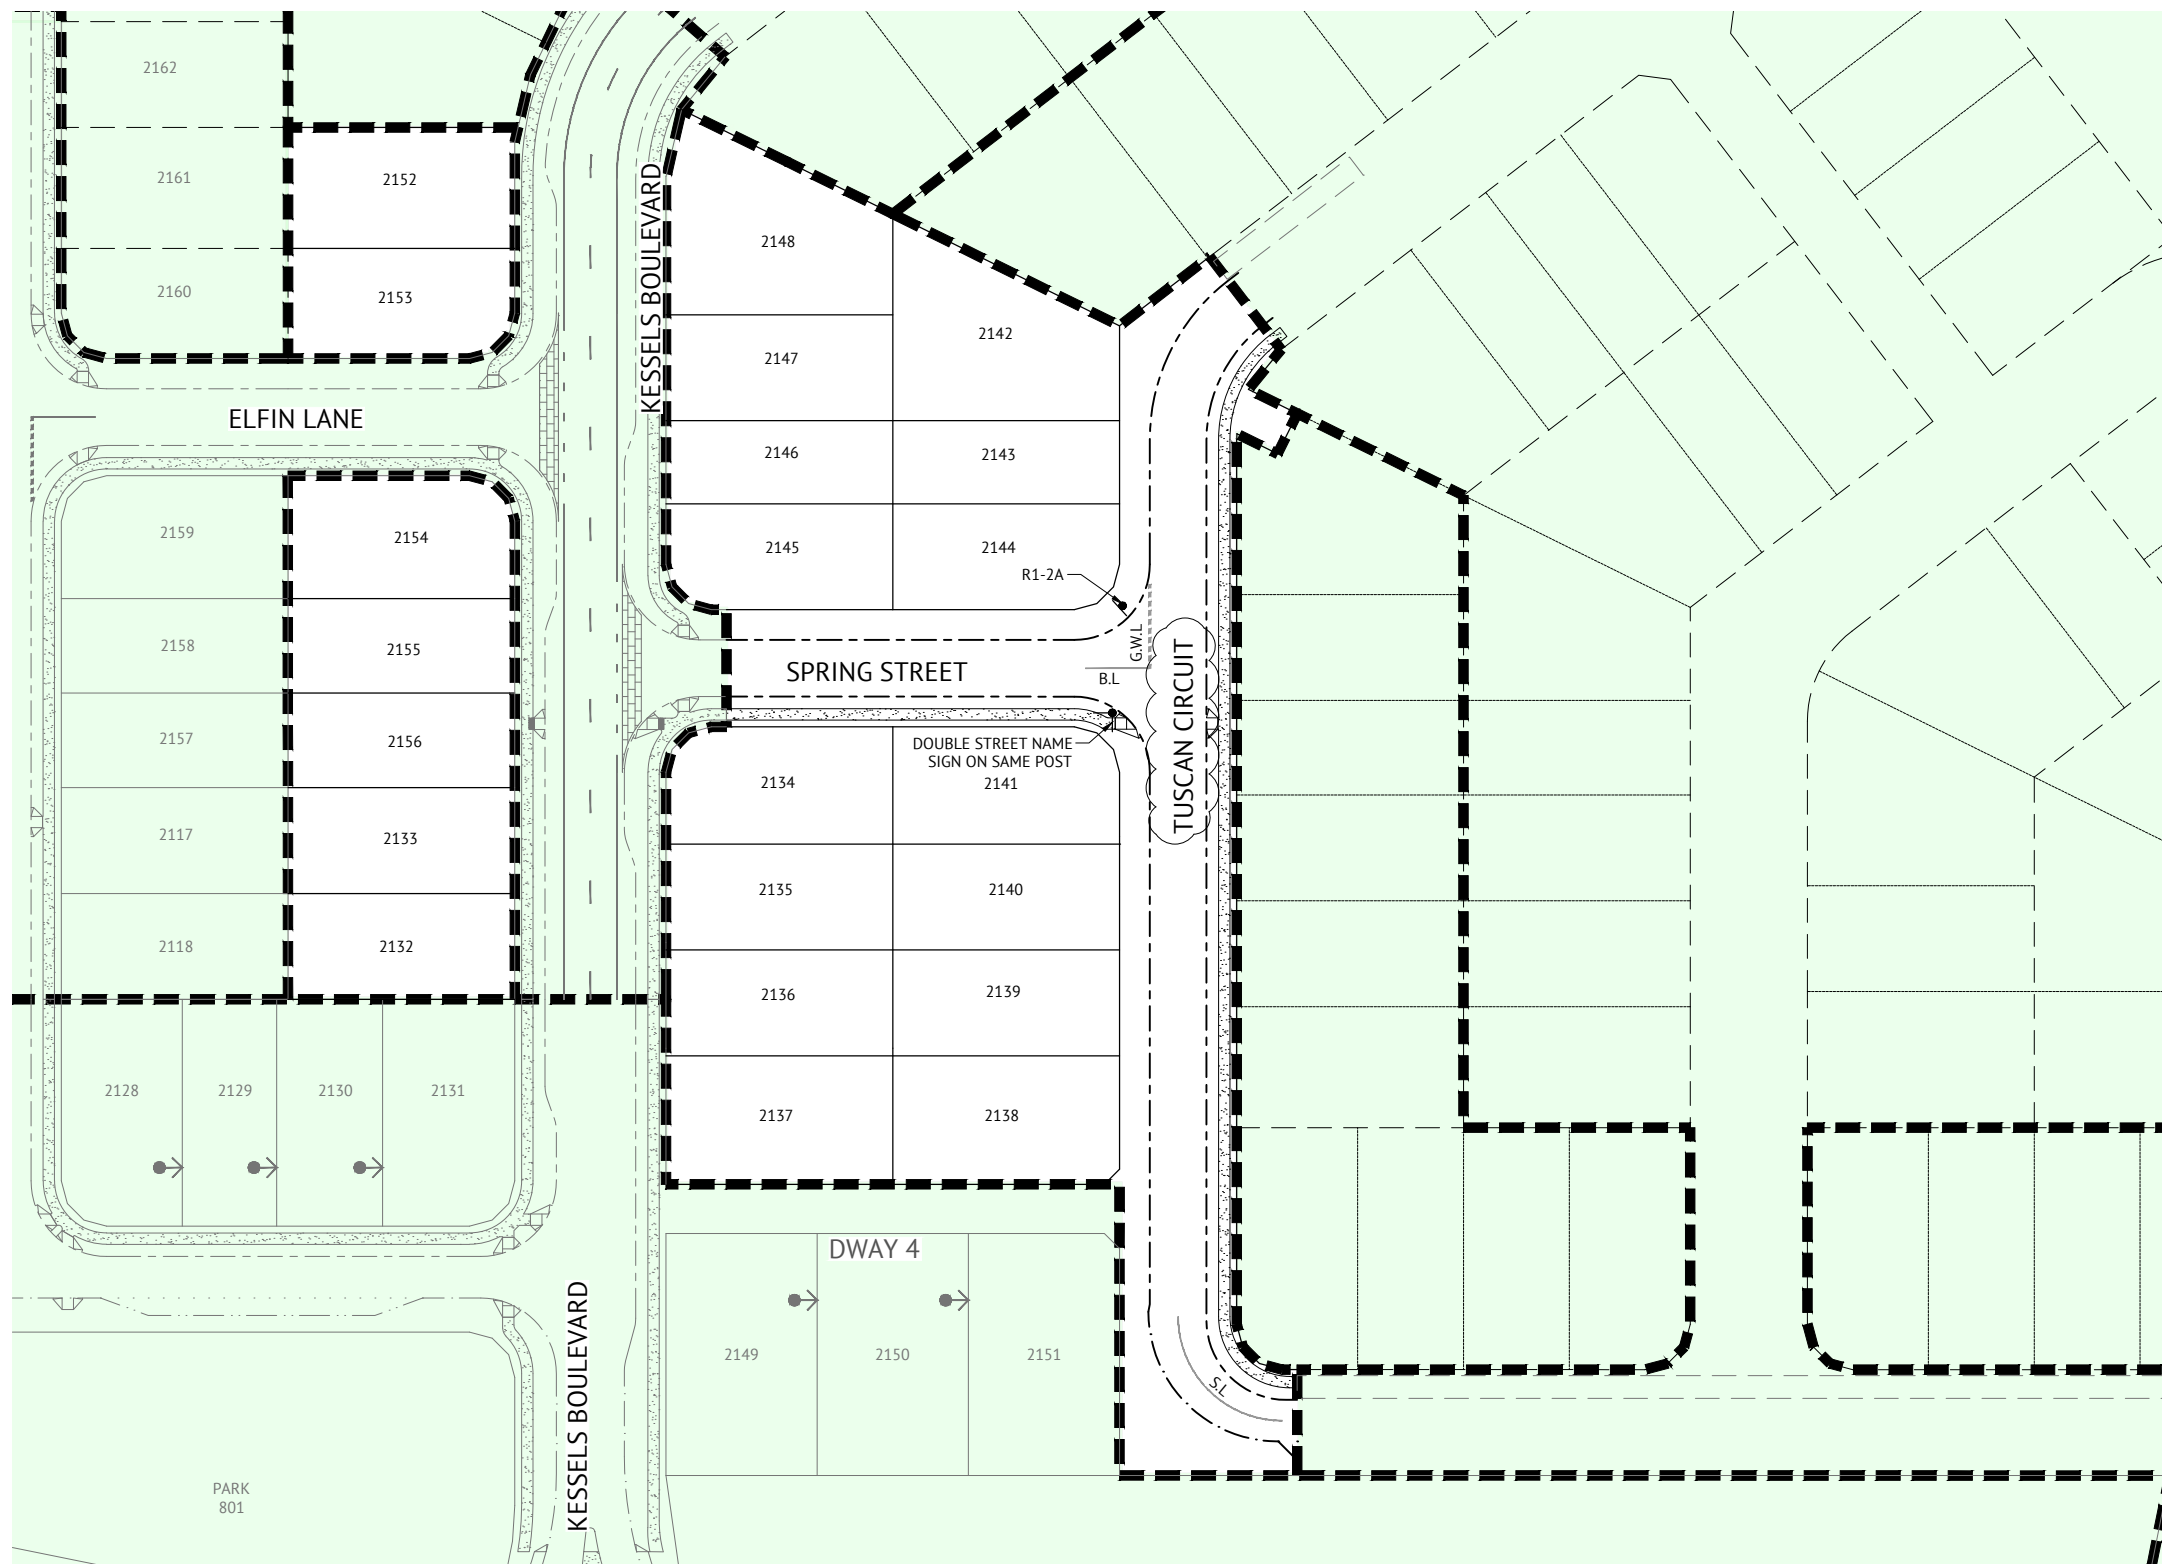 2162
2161
2152
2160
2153
KESSELS BOULEVARD
2148
2142
2147
ELFIN LANE
2146
2143
2159
2154
2145
2144
R1-2A
2158
2155
SPRING STREET
G.W.L
B.L
TUSCAN CIRCUIT
2157
2156
DOUBLE STREET NAME
SIGN ON SAME POST
2134
2141
2117
2133
2135
2140
2118
2132
2136
2139
2128
2129
2130
2131
2137
2138
DWAY 4
KESSELS BOULEVARD
2149
2150
2151
S.L
PARK
801